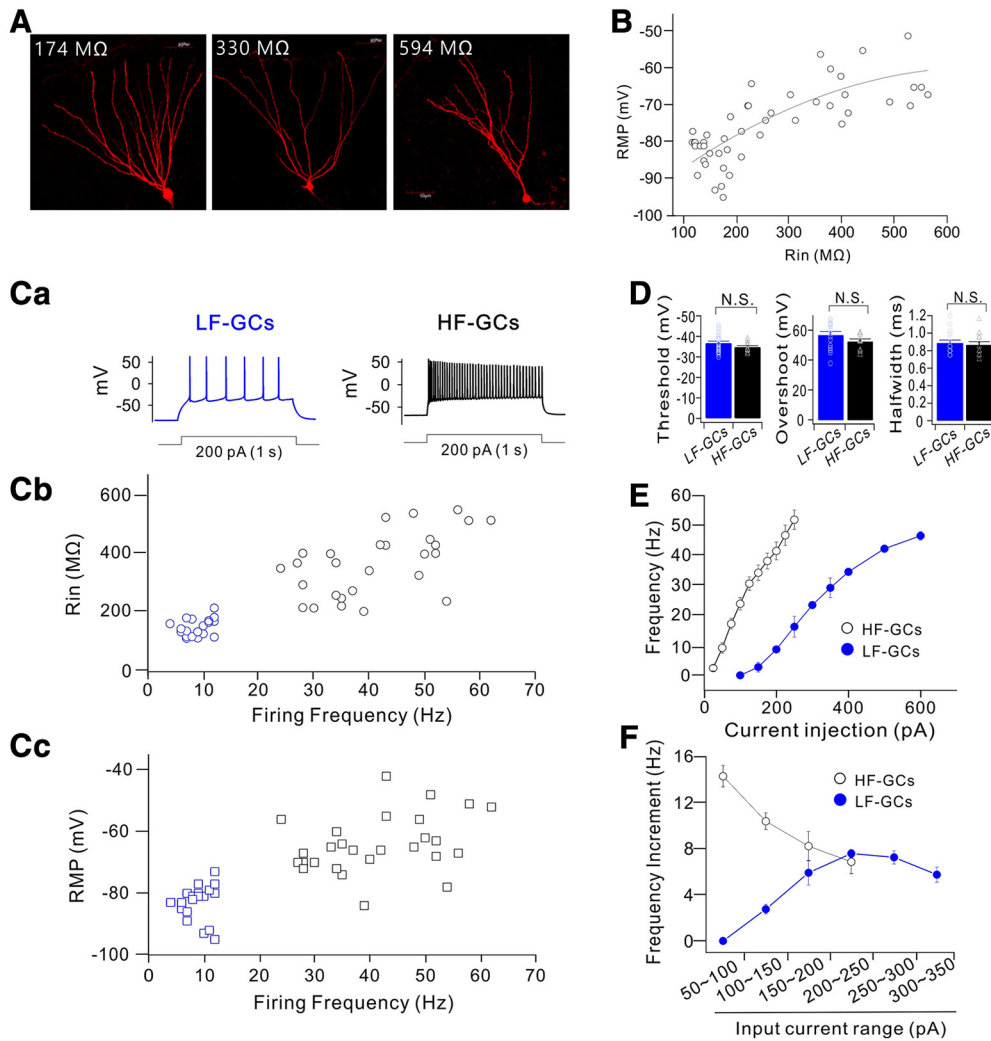 A
174 MΩ
330 MΩ
594 MΩ
B
RMP (mV)
-50
-60
-70
-80
-90
-100
100 200 300 400 500 600
Rin (MΩ)
Ca
LF-GCs
HF-GCs
mV
50
0
-50
200 pA (1 s)
mV
50
0
-50
200 pA (1 s)
D
N.S.
Threshold (mV)
-50
-40
-30
-20
-10
0
LF-GCs
HF-GCs
N.S.
Overshoot (mV)
60
40
20
0
LF-GCs
HF-GCs
N.S.
Halfwidth (ms)
1.2
1.0
0.8
0.6
0.4
0.2
0
LF-GCs
HF-GCs
Cb
Rin (MΩ)
600
400
200
0
0 10 20 30 40 50 60 70
Firing Frequency (Hz)
E
Frequency (Hz)
60
50
40
30
20
10
0
HF-GCs
LF-GCs
0 200 400 600
Current injection (pA)
Cc
RMP (mV)
-40
-60
-80
-100
0 10 20 30 40 50 60 70
Firing Frequency (Hz)
F
Frequency Increment (Hz)
16
12
8
4
0
HF-GCs
LF-GCs
50~100 100~150 150~200 200~250 250~300 300~350
Input current range (pA)